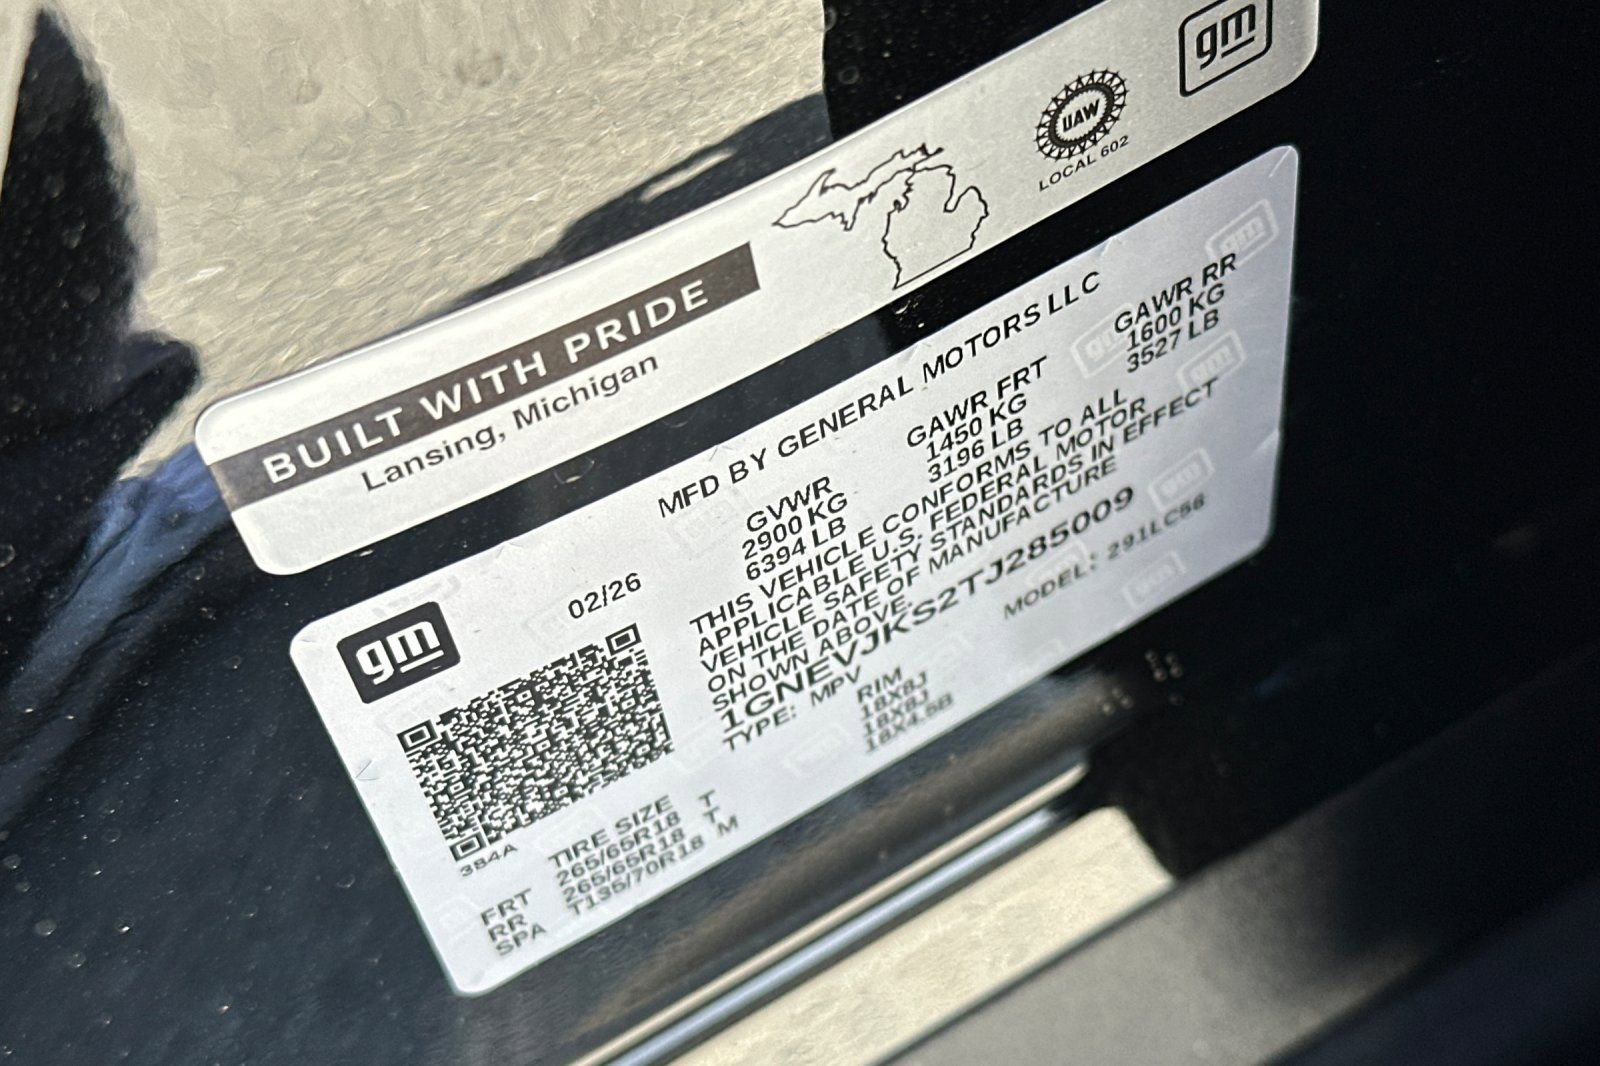 gm
UAW
LOCAL 602
BUILT WITH PRIDE
Lansing, Michigan
MFD BY GENERAL MOTORS LLC
gm
02/26
GVWR
2900 KG
6394 LB
GAWR FRT
1450 KG
3196 LB
GAWR RR
1600 KG
3527 LB
THIS VEHICLE CONFORMS TO ALL
APPLICABLE U.S. FEDERAL MOTOR
VEHICLE SAFETY STANDARDS IN EFFECT
ON THE DATE OF MANUFACTURE
SHOWN ABOVE.
1GNEVJKS2TJ285009
TYPE: MPV
MODEL: 291LC56
384A
TIRE SIZE
RIM
FRT 265/65R18 T 18X8J
RR 265/65R18 T 18X8J
SPA T135/70R18 M 18X4.5B